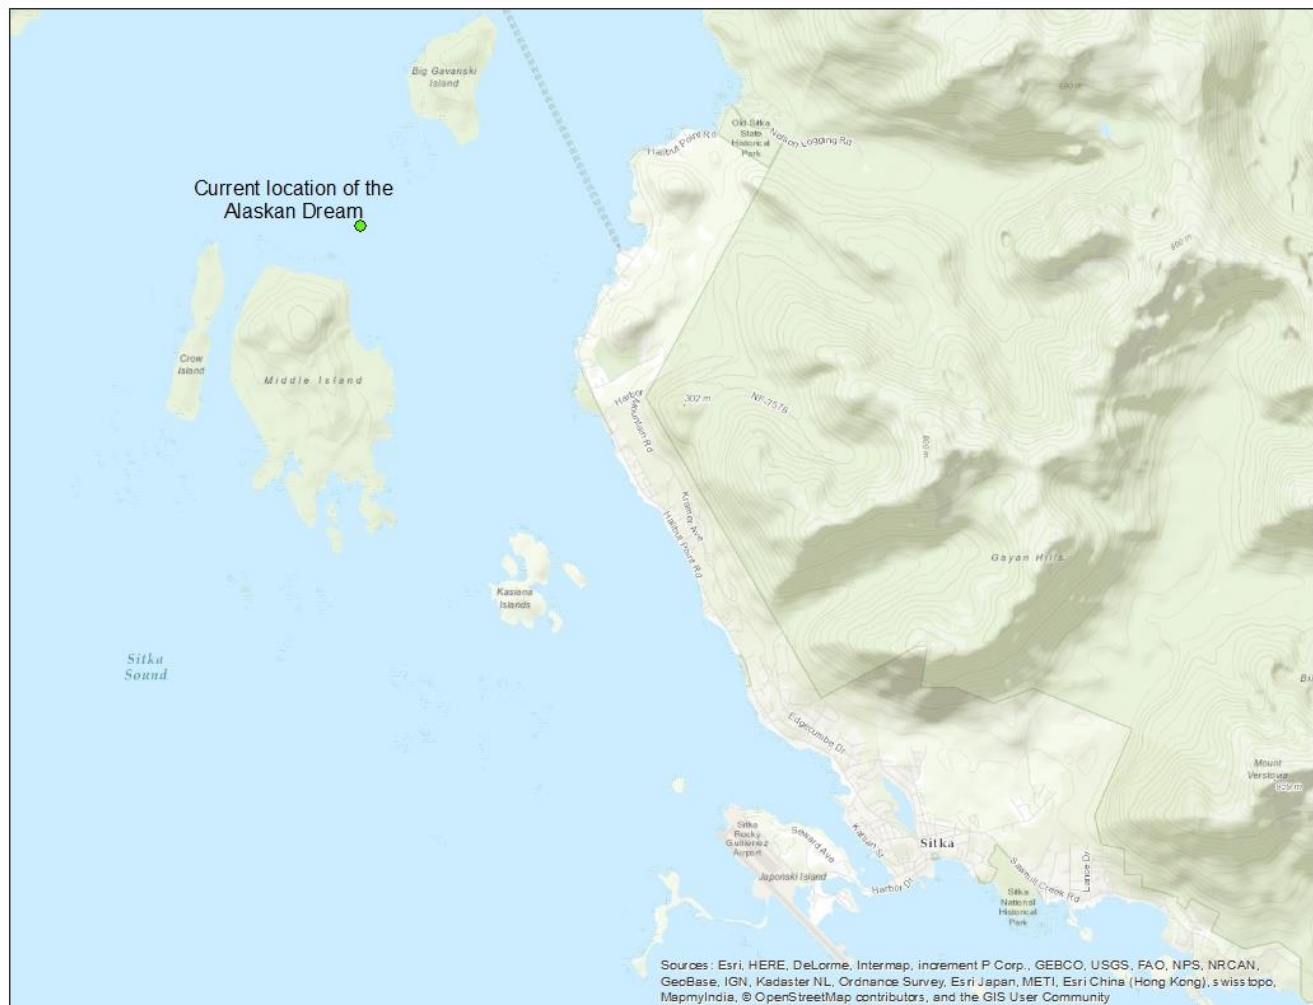 Big Gavanski
Island
Halibut Point Rd
Old Sitka
State
Historical
Park
Nelson Logging Rd
690 m
Current location of the
Alaskan Dream
800 m
Crow
Island
Middle Island
Harbor
Mountain Rd
302 m
NF-7576
800 m
Kramer Ave
Halibut Point Rd
Gavan Hills
Kasiana
Islands
Sitka
Sound
Edgecumbe Dr
Mount
Verstovia
Sitka
Rocky
Gutierrez
Airport
Seward Ave
Katlian St
Sitka
Lance Dr
Japonski Island
Harbor Dr
Sawmill Creek Rd
Sitka
National
Historical
Park
Sources: Esri, HERE, DeLorme, Intermap, increment P Corp., GEBCO, USGS, FAO, NPS, NRCAN,
GeoBase, IGN, Kadaster NL, Ordnance Survey, Esri Japan, METI, Esri China (Hong Kong), swisstopo,
MapmyIndia, © OpenStreetMap contributors, and the GIS User Community